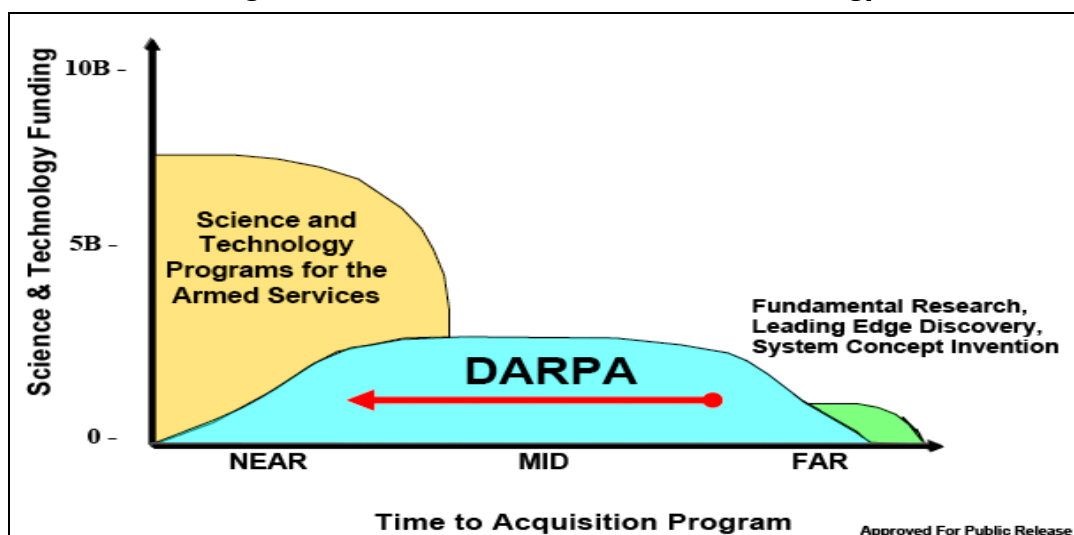 Science & Technology Funding
10B -
5B -
0 -
Science and
Technology
Programs for the
Armed Services
DARPA
Fundamental Research,
Leading Edge Discovery,
System Concept Invention
NEAR
MID
FAR
Time to Acquisition Program
Approved For Public Release